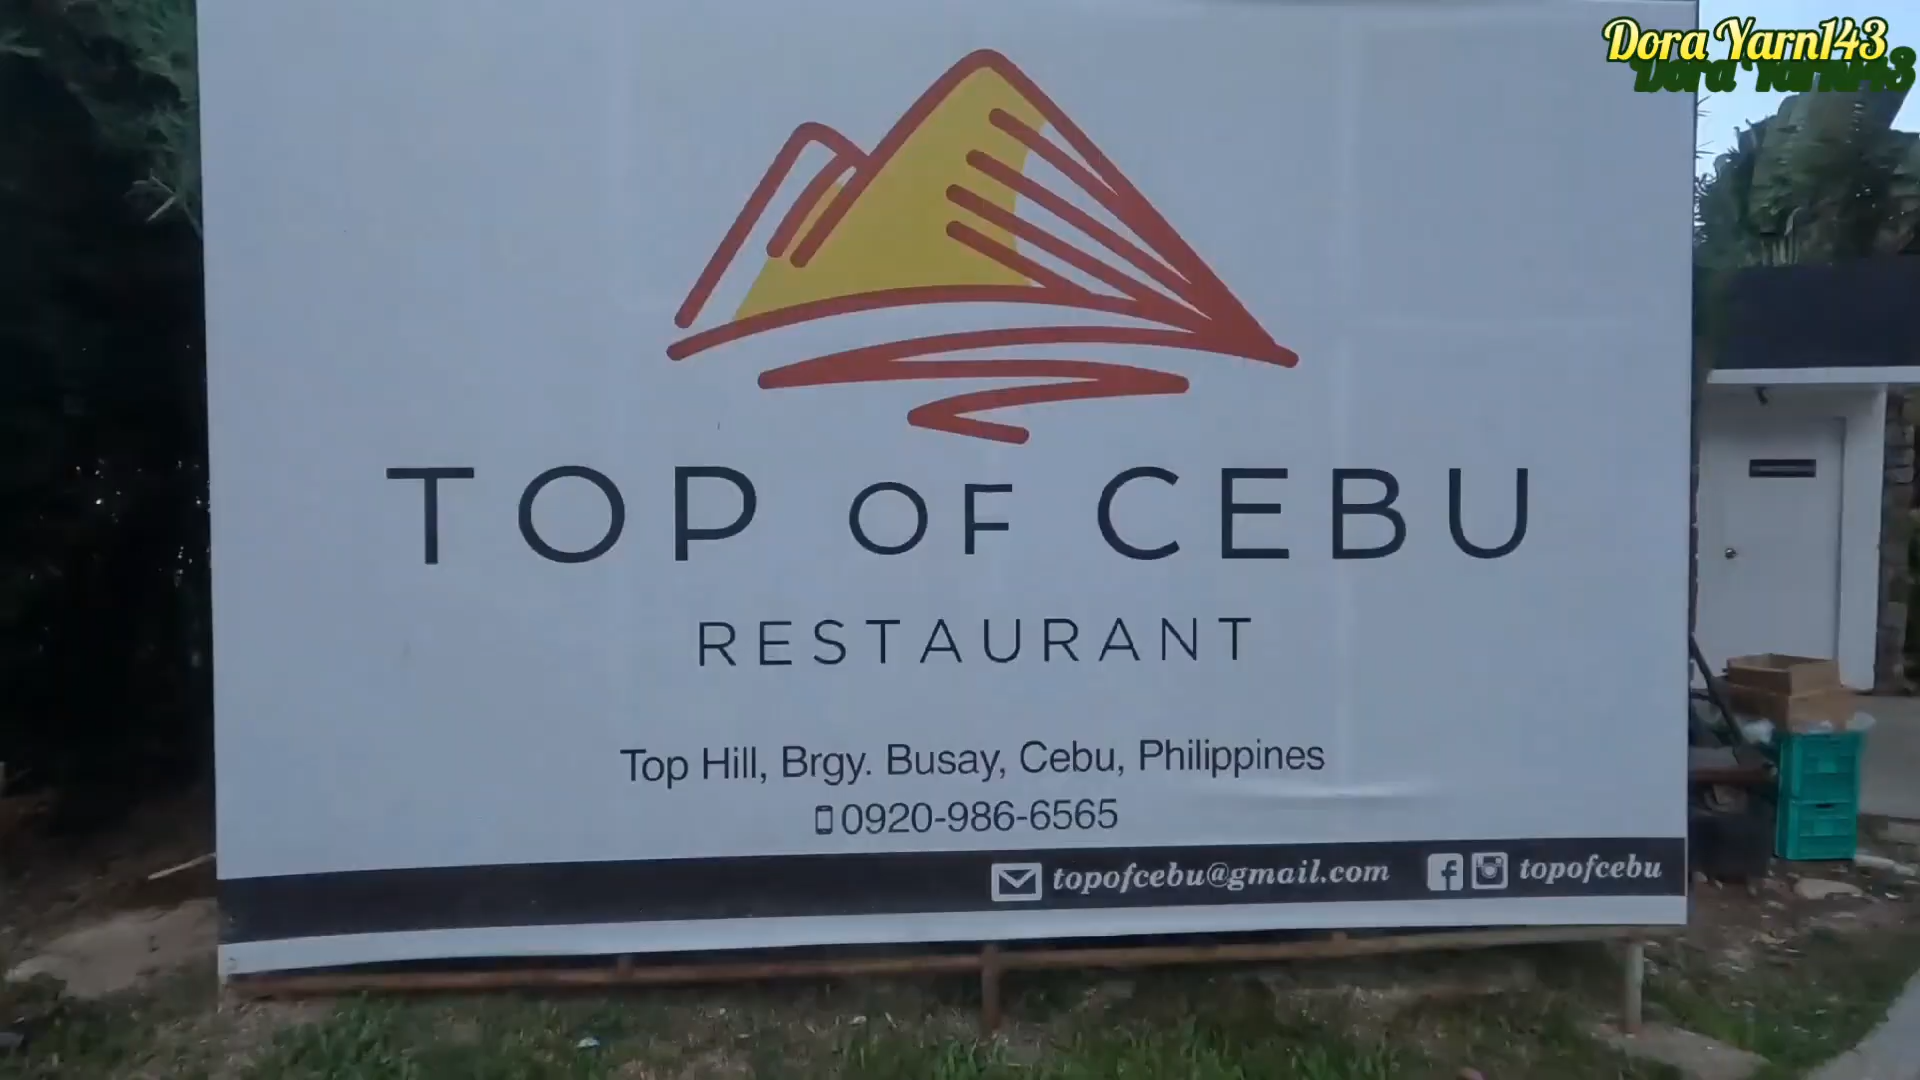 Dora Yarn143
TOP OF CEBU
RESTAURANT
Top Hill, Brgy. Busay, Cebu, Philippines
0920-986-6565
topofcebu@gmail.com topofcebu